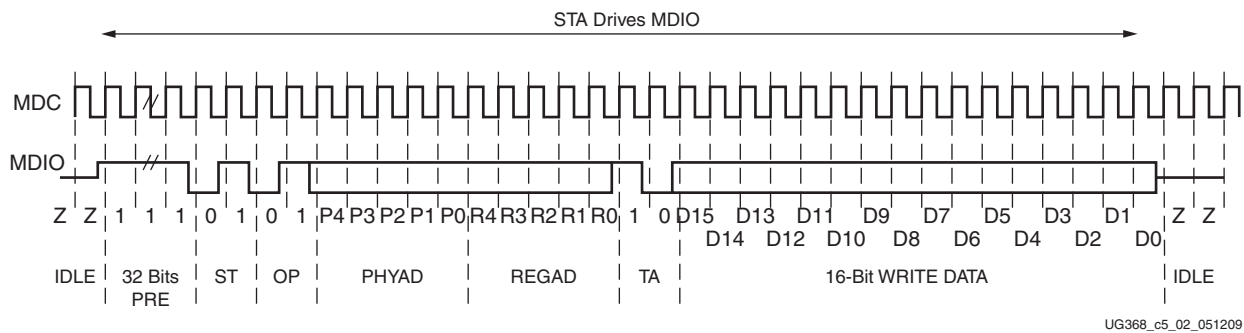 STA Drives MDIO
MDC
MDIO
Z Z 1 1 1 0 1 0 1 P4 P3 P2 P1 P0 R4 R3 R2 R1 R0 1 0 D15 D13 D11 D9 D7 D5 D3 D1 Z Z
D14 D12 D10 D8 D6 D4 D2 D0
IDLE 32 Bits ST OP PHYAD REGAD TA 16-Bit WRITE DATA IDLE
PRE
UG368_c5_02_051209